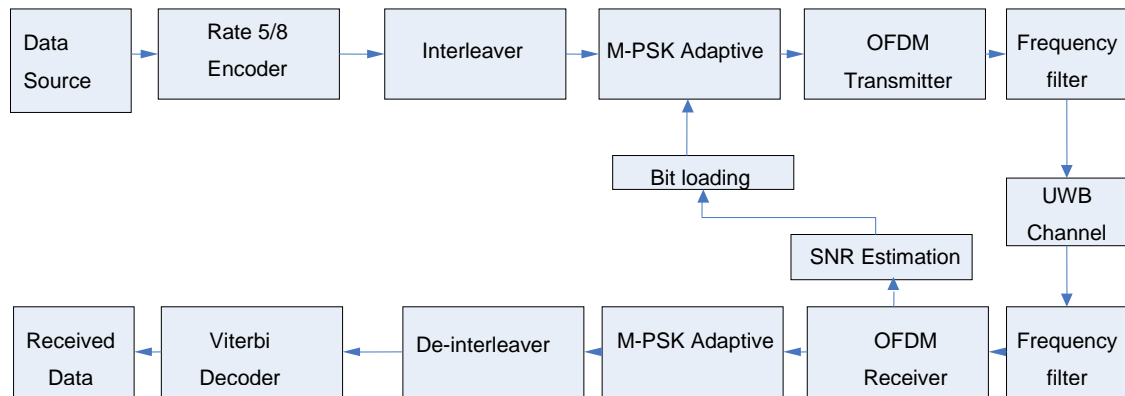 Data
Source
Rate 5/8
Encoder
Interleaver
M-PSK Adaptive
OFDM
Transmitter
Frequency
filter
Bit loading
UWB
Channel
SNR Estimation
Received
Data
Viterbi
Decoder
De-interleaver
M-PSK Adaptive
OFDM
Receiver
Frequency
filter